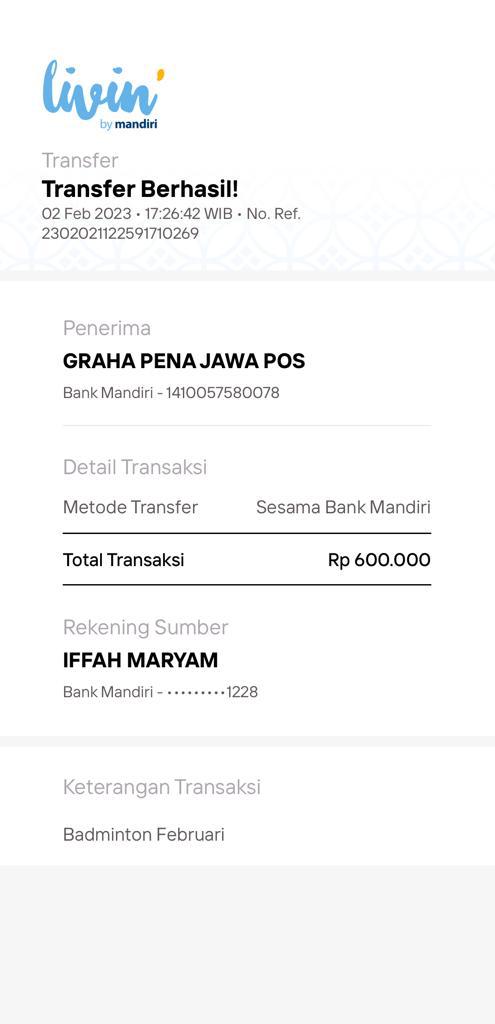 livin'
by mandiri
Transfer
Transfer Berhasil!
02 Feb 2023 • 17:26:42 WIB • No. Ref.
2302021122591710269
Penerima
GRAHA PENA JAWA POS
Bank Mandiri - 1410057580078
Detail Transaksi
Metode Transfer Sesama Bank Mandiri
Total Transaksi Rp 600.000
Rekening Sumber
IFFAH MARYAM
Bank Mandiri - •••••••••1228
Keterangan Transaksi
Badminton Februari